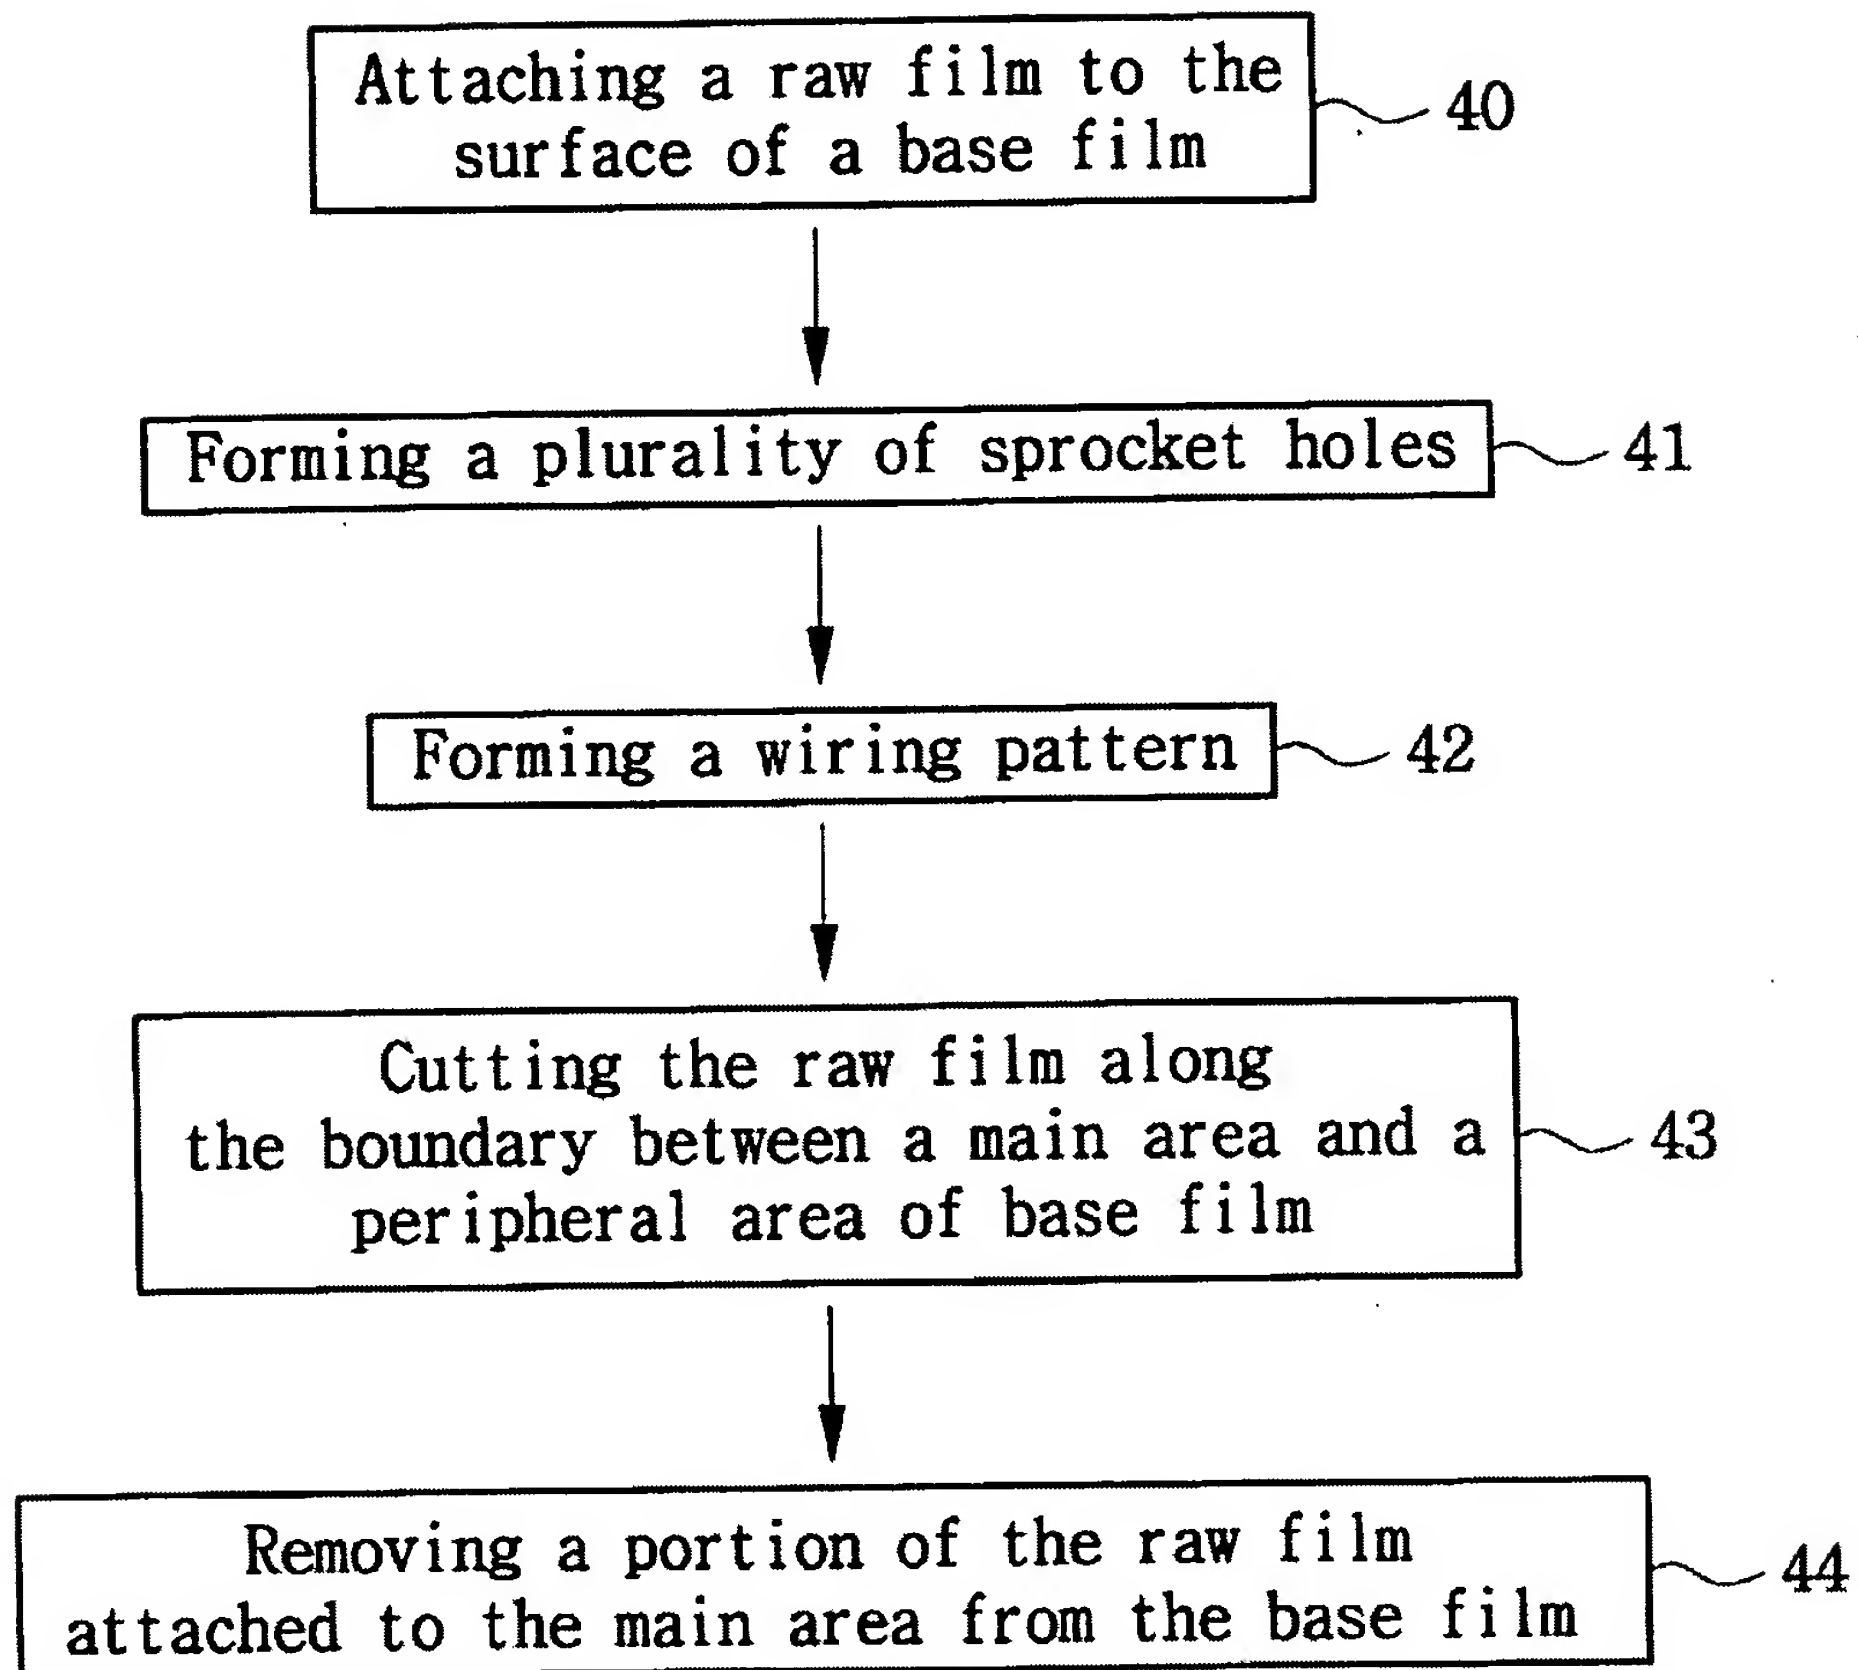 Attaching a raw film to the
surface of a base film
40
Forming a plurality of sprocket holes
41
Forming a wiring pattern
42
Cutting the raw film along
the boundary between a main area and a
peripheral area of base film
43
Removing a portion of the raw film
attached to the main area from the base film
44